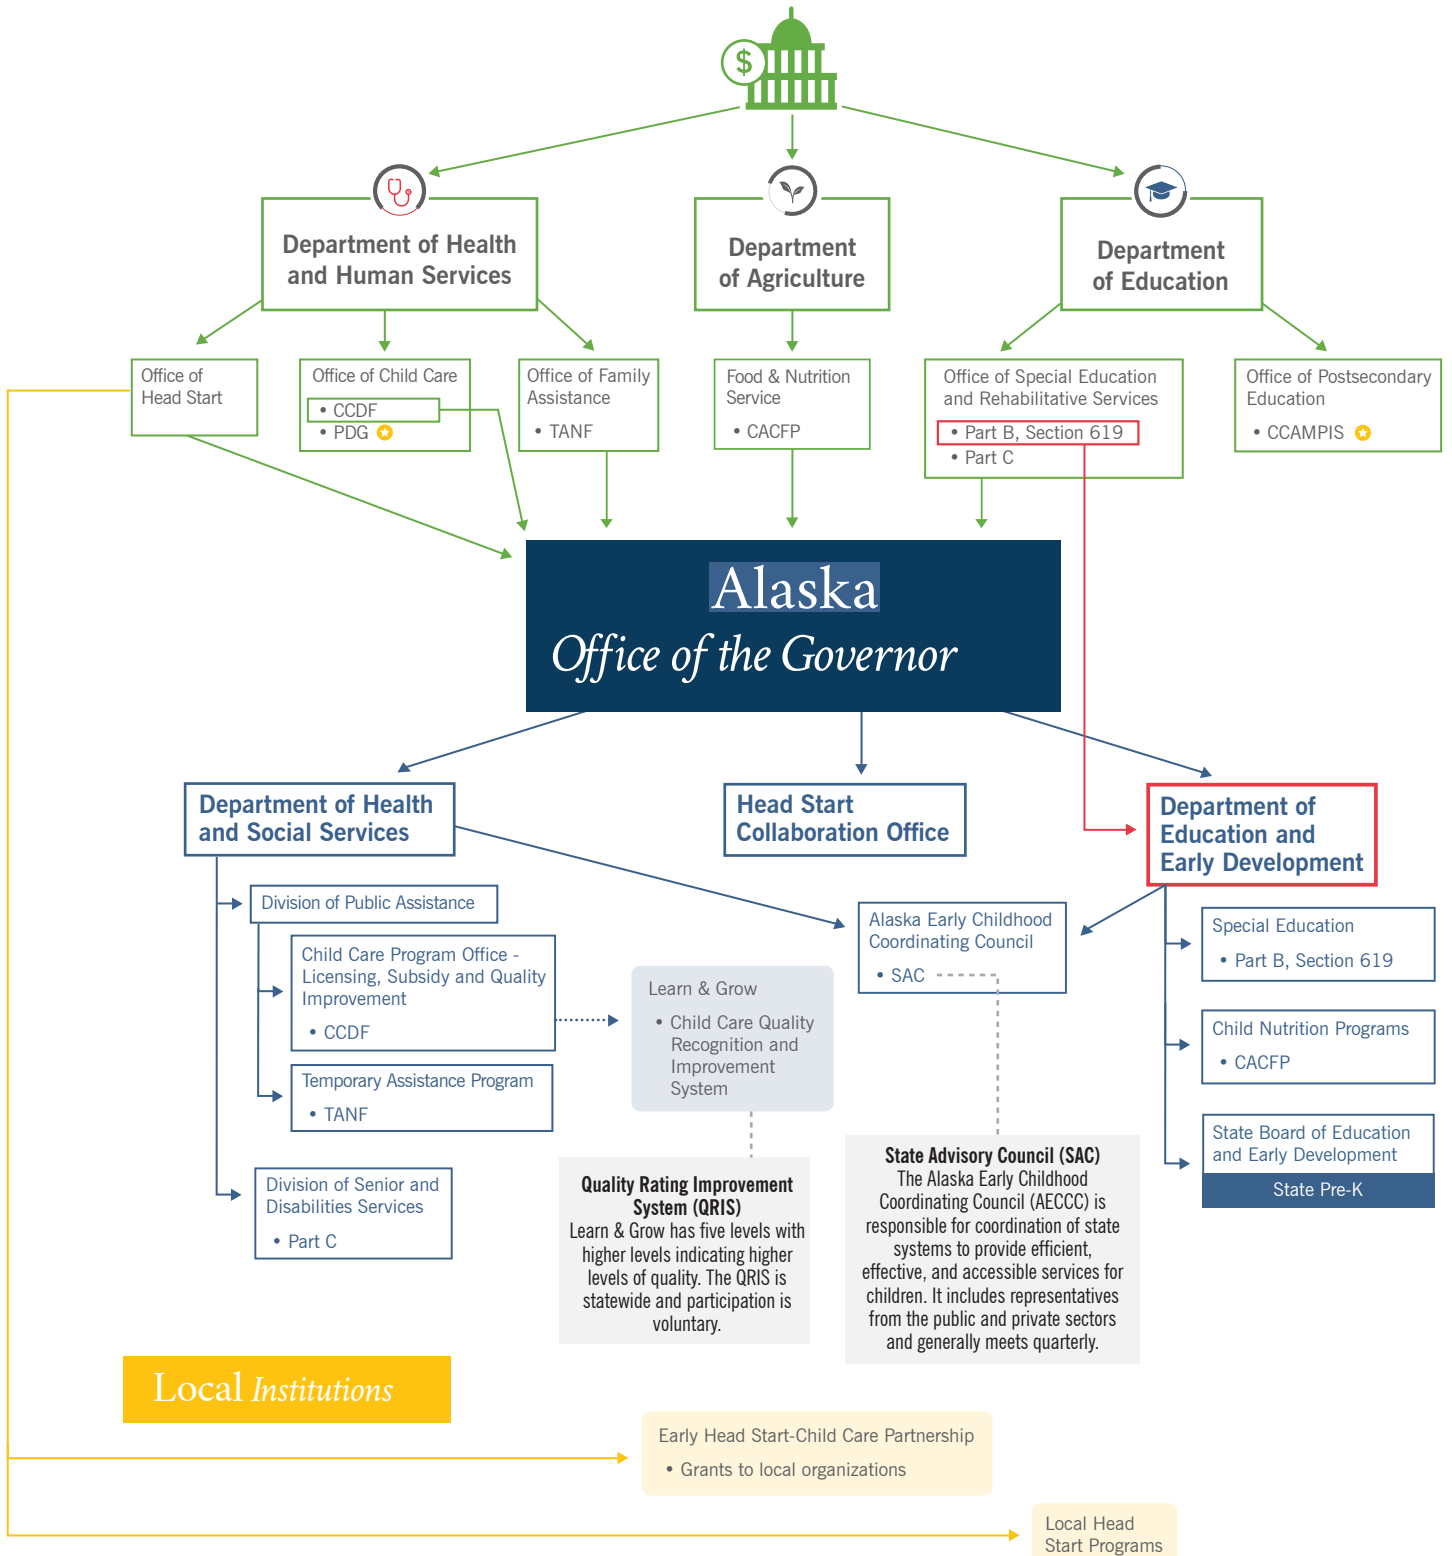 $
Department of Health
and Human Services
Department
of Agriculture
Department
of Education
Office of
Head Start
Office of Child Care
• CCDF
• PDG
Office of Family
Assistance
• TANF
Food & Nutrition
Service
• CACFP
Office of Special Education
and Rehabilitative Services
• Part B, Section 619
• Part C
Office of Postsecondary
Education
• CCAMPIS
Alaska
Office of the Governor
Department of Health
and Social Services
Head Start
Collaboration Office
Department of
Education and
Early Development
Division of Public Assistance
Child Care Program Office -
Licensing, Subsidy and Quality
Improvement
• CCDF
Temporary Assistance Program
• TANF
Division of Senior and
Disabilities Services
• Part C
Learn & Grow
• Child Care Quality
Recognition and
Improvement
System
Quality Rating Improvement
System (QRIS)
Learn & Grow has five levels with
higher levels indicating higher
levels of quality. The QRIS is
statewide and participation is
voluntary.
Alaska Early Childhood
Coordinating Council
• SAC
State Advisory Council (SAC)
The Alaska Early Childhood
Coordinating Council (AECCC) is
responsible for coordination of state
systems to provide efficient,
effective, and accessible services for
children. It includes representatives
from the public and private sectors
and generally meets quarterly.
Special Education
• Part B, Section 619
Child Nutrition Programs
• CACFP
State Board of Education
and Early Development
State Pre-K
Local Institutions
Early Head Start-Child Care Partnership
• Grants to local organizations
Local Head
Start Programs